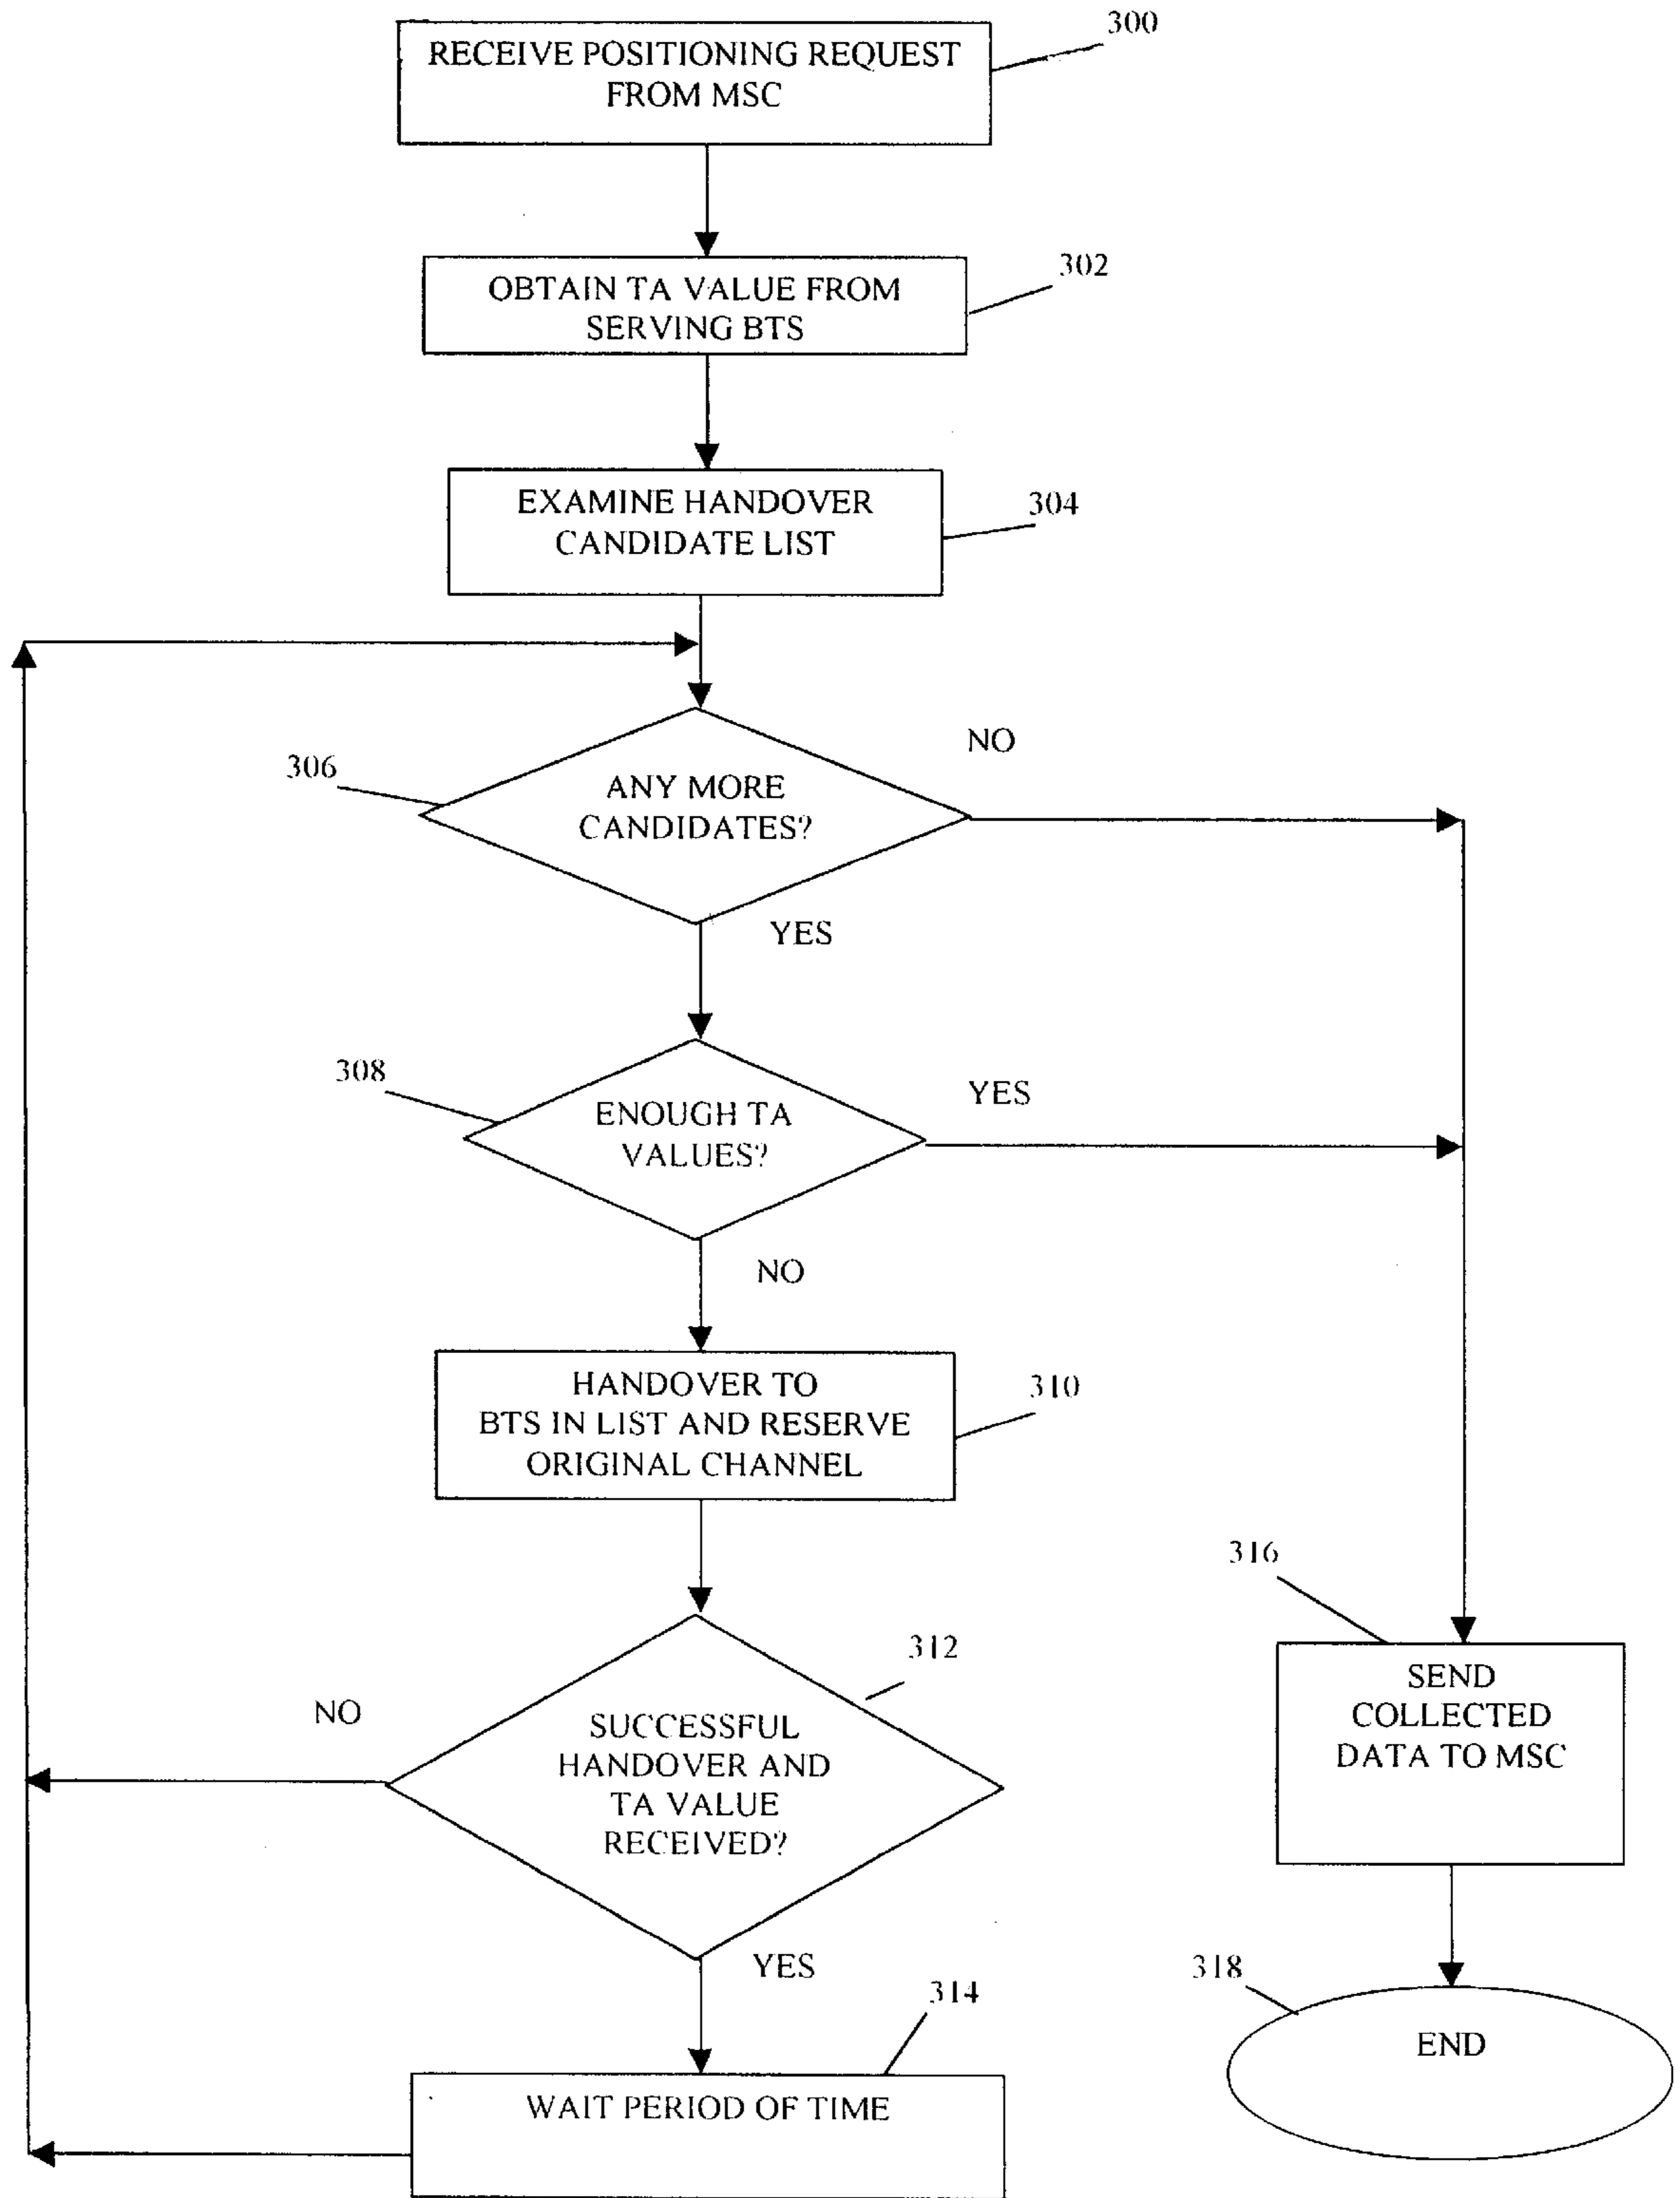 300
RECEIVE POSITIONING REQUEST
FROM MSC
302
OBTAIN TA VALUE FROM
SERVING BTS
304
EXAMINE HANDOVER
CANDIDATE LIST
NO
306
ANY MORE
CANDIDATES?
YES
308
YES
ENOUGH TA
VALUES?
NO
310
HANDOVER TO
BTS IN LIST AND RESERVE
ORIGINAL CHANNEL
312
NO
SUCCESSFUL
HANDOVER AND
TA VALUE
RECEIVED?
YES
314
WAIT PERIOD OF TIME
316
SEND
COLLECTED
DATA TO MSC
318
END